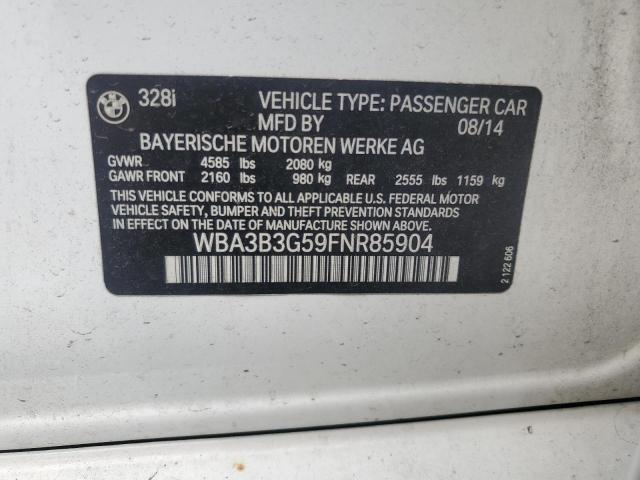 328i VEHICLE TYPE: PASSENGER CAR
MFD BY 08/14
BAYERISCHE MOTOREN WERKE AG
GVWR 4585 lbs 2080 kg
GAWR FRONT 2160 lbs 980 kg REAR 2555 lbs 1159 kg
THIS VEHICLE CONFORMS TO ALL APPLICABLE U.S. FEDERAL MOTOR
VEHICLE SAFETY, BUMPER AND THEFT PREVENTION STANDARDS
IN EFFECT ON THE DATE OF MANUFACTURE SHOWN ABOVE.
WBA3B3G59FNR85904
2 122 606